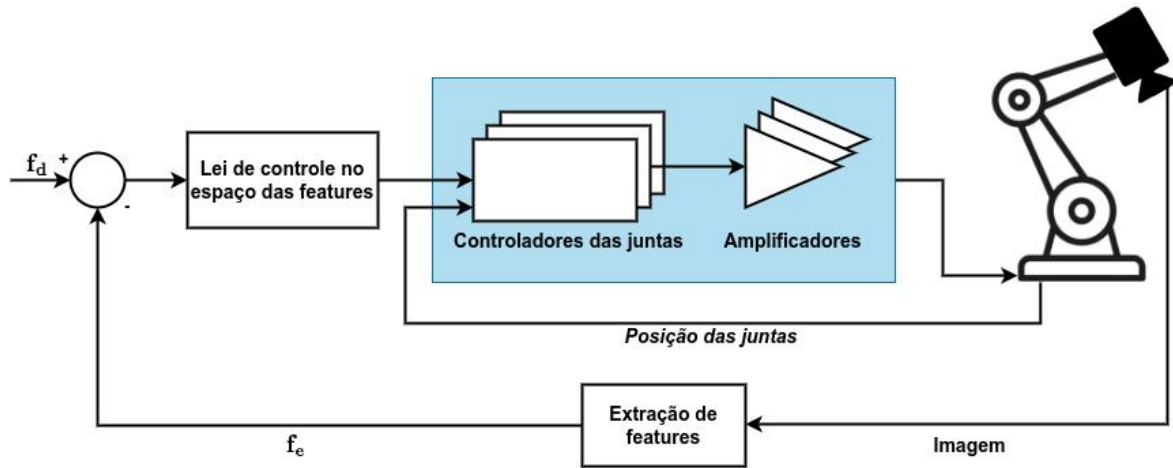 f_d
+
-
Lei de controle no
espaço das features
Controladores das juntas
Amplificadores
Posição das juntas
Extração de
features
f_e
Imagem